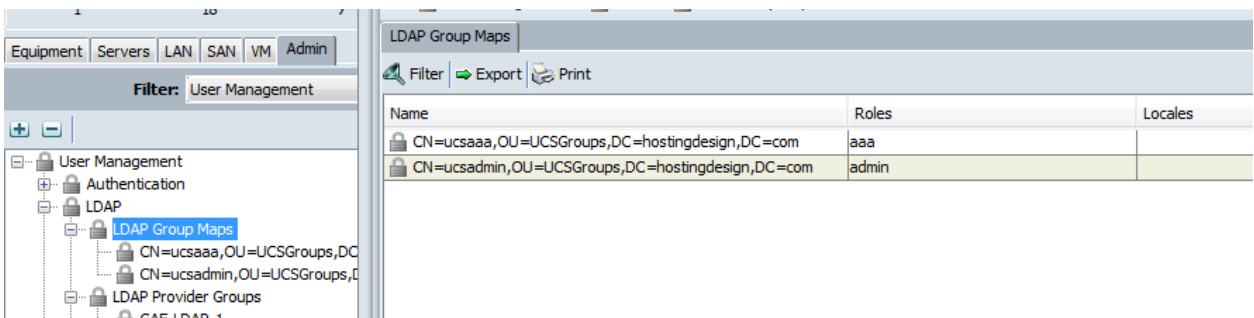 Equipment Servers LAN SAN VM Admin
Filter: User Management
User Management
Authentication
LDAP
LDAP Group Maps
CN=ucsaaa,OU=UCSGroups,DC
CN=ucsadmin,OU=UCSGroups,D
LDAP Provider Groups
LDAP Group Maps
Filter Export Print
Name Roles Locales
CN=ucsaaa,OU=UCSGroups,DC=hostingdesign,DC=com aaa
CN=ucsadmin,OU=UCSGroups,DC=hostingdesign,DC=com admin